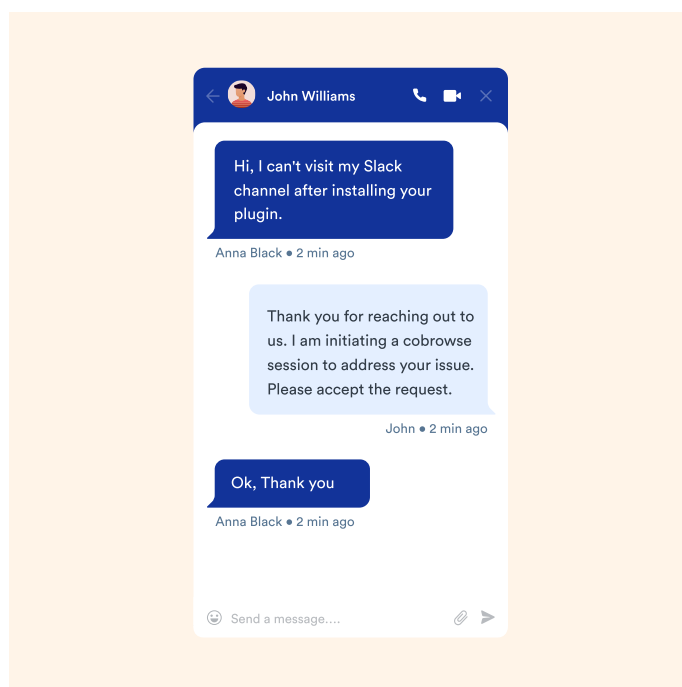 John Williams
Hi, I can't visit my Slack
channel after installing your
plugin.
Anna Black • 2 min ago
Thank you for reaching out to
us. I am initiating a cobrowse
session to address your issue.
Please accept the request.
John • 2 min ago
Ok, Thank you
Anna Black • 2 min ago
Send a message....